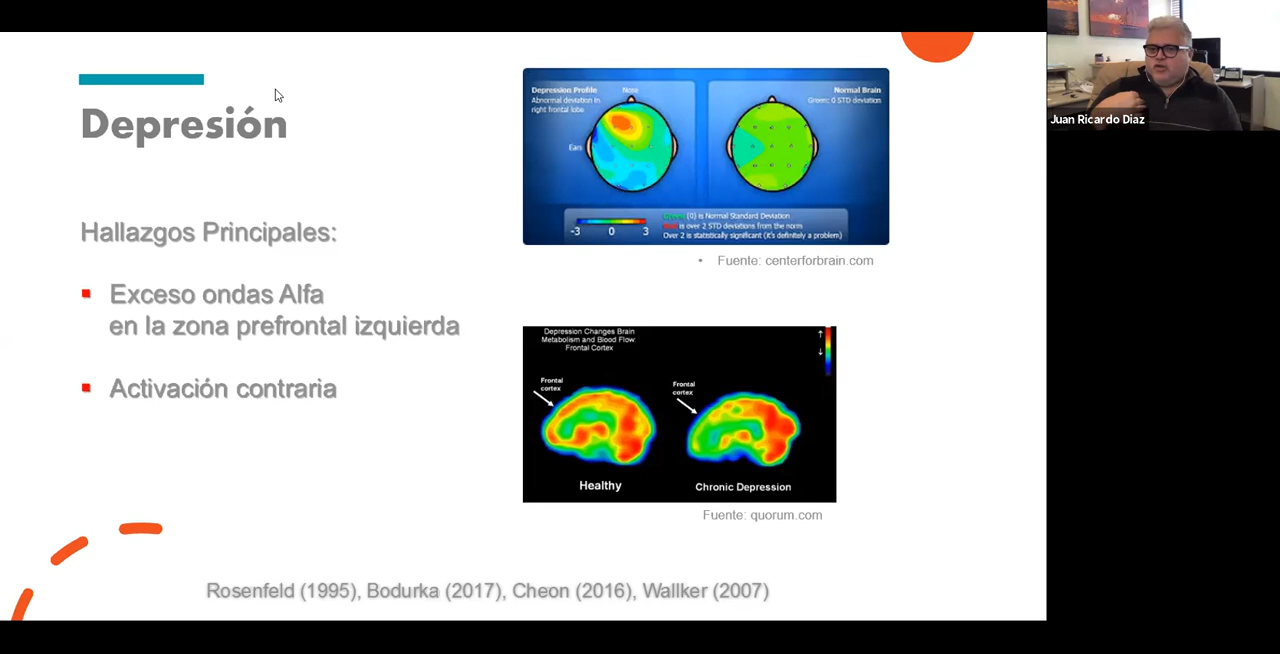 Depresión
Hallazgos Principales:
Exceso ondas Alfa
en la zona prefrontal izquierda
Activación contraria
Depression Profile
Abnormal deviation in
right frontal lobe
Nose
Ears
Normal Brain
Green: 0 STD deviation
-3 0 3
(0) is Normal Standard Deviation
is over 2 STD deviations from the norm
Over 2 is statistically significant (it's definitely a problem)
• Fuente: centerforbrain.com
Depression Changes Brain
Metabolism and Blood Flow:
Frontal Cortex
Frontal
cortex
Frontal
cortex
Healthy
Chronic Depression
Fuente: quorum.com
Rosenfeld (1995), Bodurka (2017), Cheon (2016), Wallker (2007)
Juan Ricardo Diaz